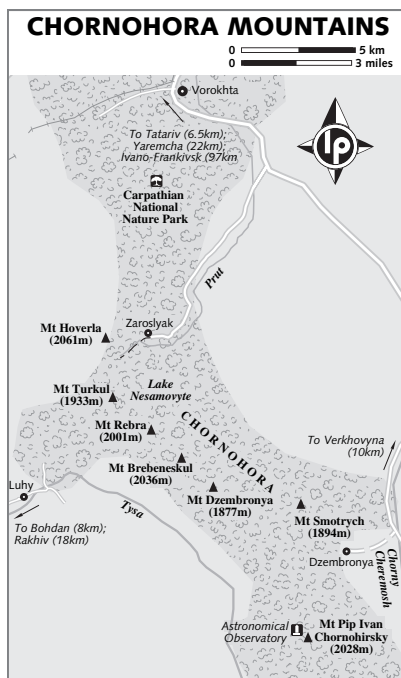 CHORNOHORA MOUNTAINS
0 5 km
0 3 miles
Vorokhta
To Tatariv (6.5km);
Yaremcha (22km);
Ivano-Frankivsk (97km
lp
Carpathian
National
Nature Park
Prut
Zaroslyak
Mt Hoverla
(2061m)
Mt Turkul
(1933m)
Lake
Nesamovyte
Mt Rebra
(2001m)
CHORNOHORA
To Verkhovyna
(10km)
Mt Brebeneskul
(2036m)
Mt Dzembronya
(1877m)
Luhy
Tysa
Mt Smotrych
(1894m)
To Bohdan (8km);
Rakhiv (18km)
Dzembronya
Chorny
Cheremosh
Astronomical
Observatory
Mt Pip Ivan
Chornohirsky
(2028m)